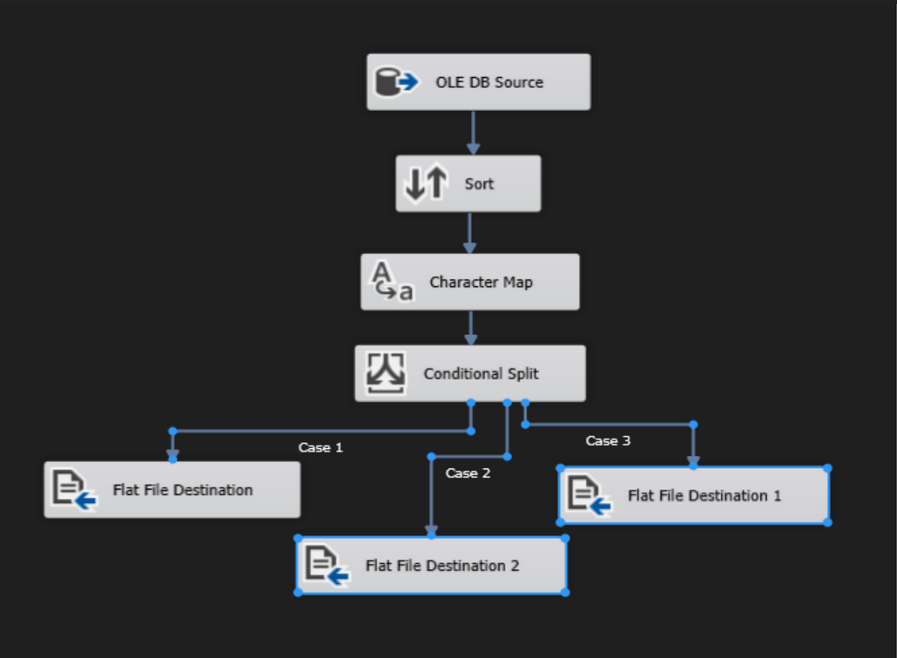 OLE DB Source
Sort
Character Map
Conditional Split
Case 1
Case 2
Case 3
Flat File Destination
Flat File Destination 1
Flat File Destination 2